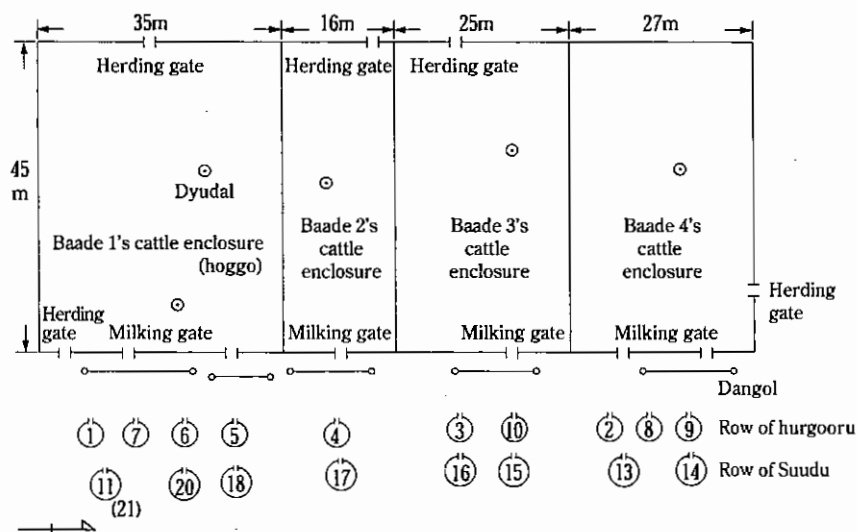 35m 16m 25m 27m
Herding gate Herding gate Herding gate
45
m
Dyudal
Baade 1's cattle enclosure
(hoggo)
Baade 2's
cattle
enclosure
Baade 3's
cattle
enclosure
Baade 4's
cattle
enclosure
Herding
gate
Herding
gate
Milking gate Milking gate Milking gate Milking gate
Dangol
1 7 6 5 4 3 10 2 8 9 Row of hurgooru
11 20 18 17 16 15 13 14 Row of Suudu
(21)